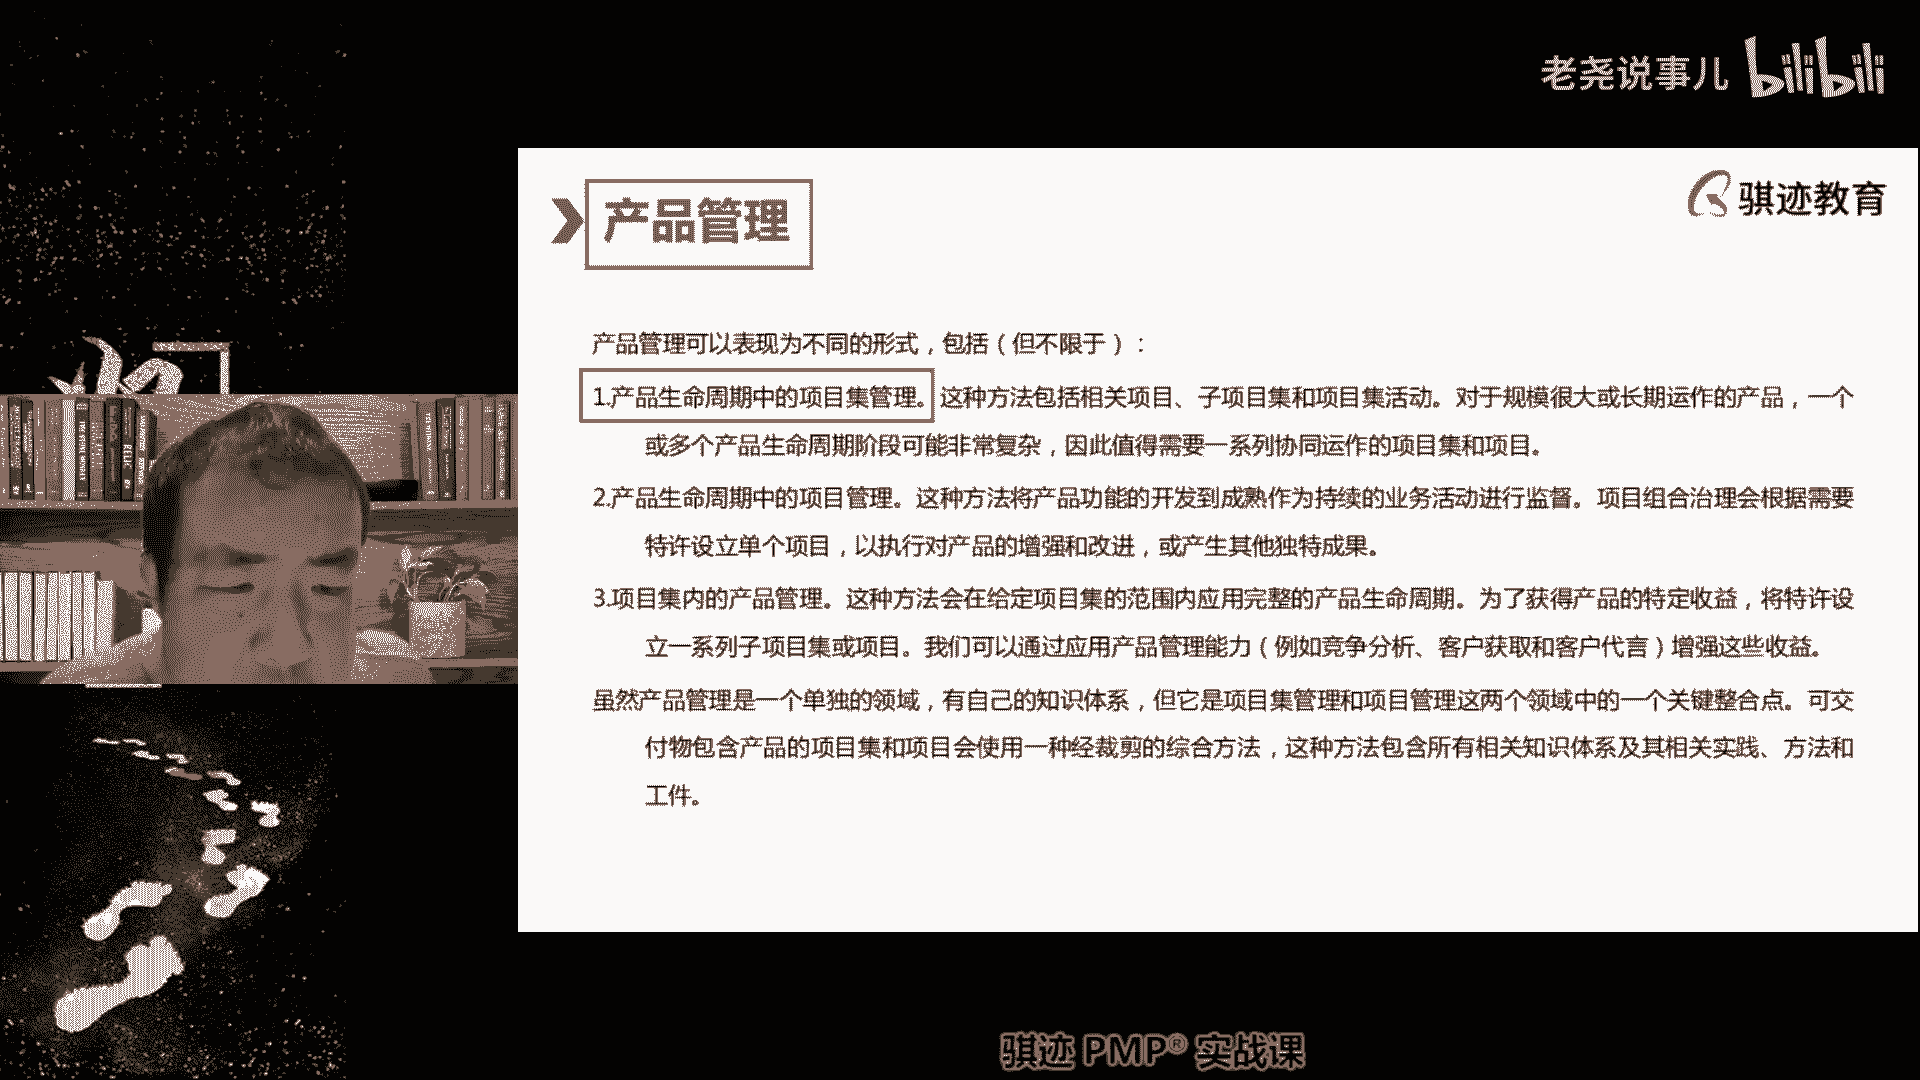 老尧说事儿 bilibili
骐迹教育
产品管理
产品管理可以表现为不同的形式，包括（但不限于）：
1.产品生命周期中的项目集管理。这种方法包括相关项目、子项目集和项目集活动。对于规模很大或长期运作的产品，一个
或多个产品生命周期阶段可能非常复杂，因此值得需要一系列协同运作的项目集和项目。
2.产品生命周期中的项目管理。这种方法将产品功能的开发到成熟作为持续的业务活动进行监督。项目组合治理会根据需要
特许设立单个项目，以执行对产品的增强和改进，或产生其他独特成果。
3.项目集内的产品管理。这种方法会在给定项目集的范围内应用完整的产品生命周期。为了获得产品的特定收益，将特许设
立一系列子项目集或项目。我们可以通过应用产品管理能力（例如竞争分析、客户获取和客户代言）增强这些收益。
虽然产品管理是一个单独的领域，有自己的知识体系，但它是项目集管理和项目管理这两个领域中的一个关键整合点。可交
付物包含产品的项目集和项目会使用一种经裁剪的综合方法，这种方法包含所有相关知识体系及其相关实践、方法和
工件。
骐迹 PMP® 实战课